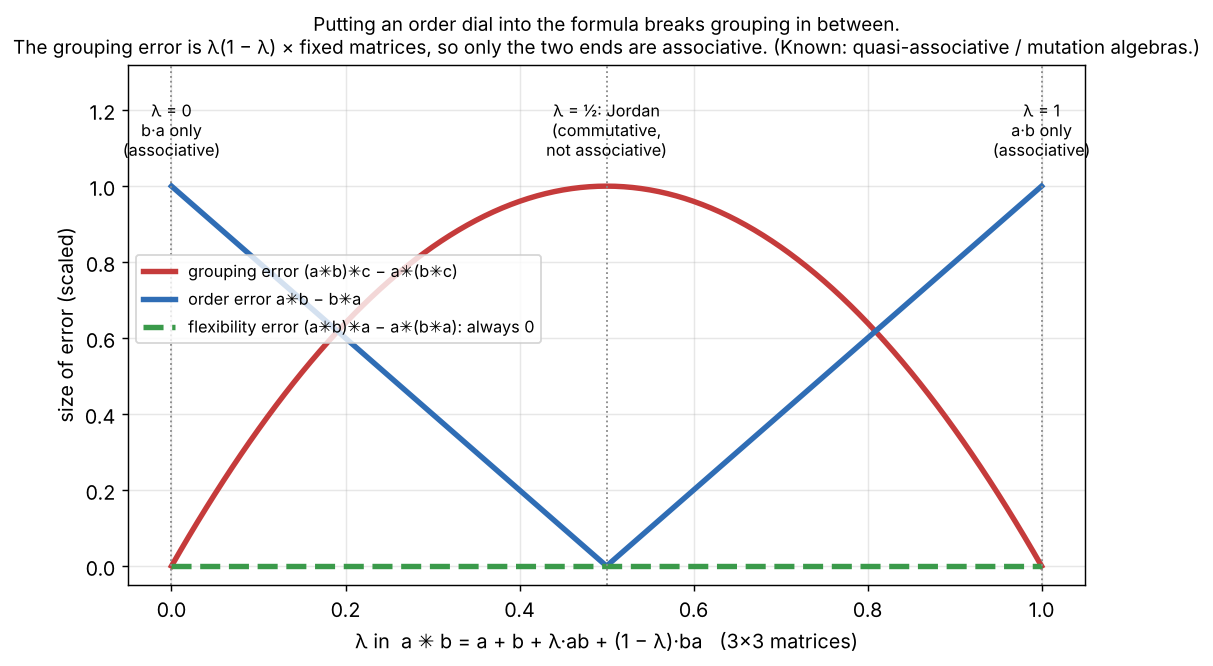 Putting an order dial into the formula breaks grouping in between.
The grouping error is λ(1 − λ) × fixed matrices, so only the two ends are associative. (Known: quasi-associative / mutation algebras.)
λ = 0
b·a only
(associative)
λ = ½: Jordan
(commutative,
not associative)
λ = 1
a·b only
(associative)
size of error (scaled)
1.2
1.0
0.8
0.6
0.4
0.2
0.0
grouping error (a✳b)✳c − a✳(b✳c)
order error a✳b − b✳a
flexibility error (a✳b)✳a − a✳(b✳a): always 0
0.0
0.2
0.4
0.6
0.8
1.0
λ in a ✳ b = a + b + λ·ab + (1 − λ)·ba (3×3 matrices)